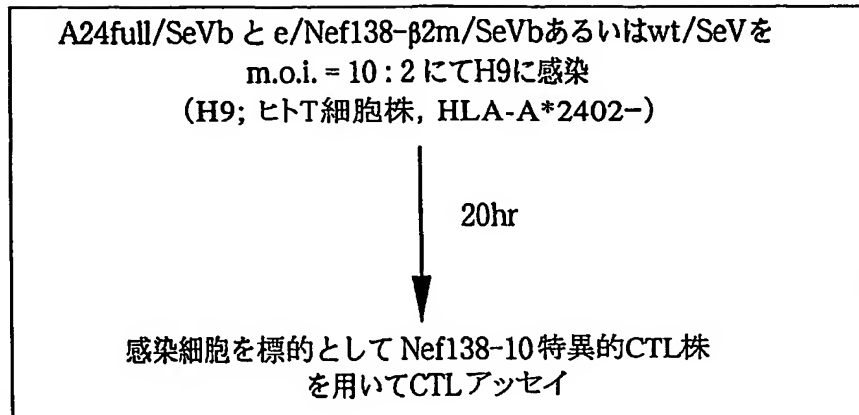 A24full/SeVb と e/Nef138-β2m/SeVbあるいはwt/SeVを
m.o.i. = 10 : 2 にてH9に感染
(H9; ヒトT細胞株, HLA-A*2402−)
20hr
感染細胞を標的として Nef138-10 特異的CTL株
を用いてCTLアッセイ